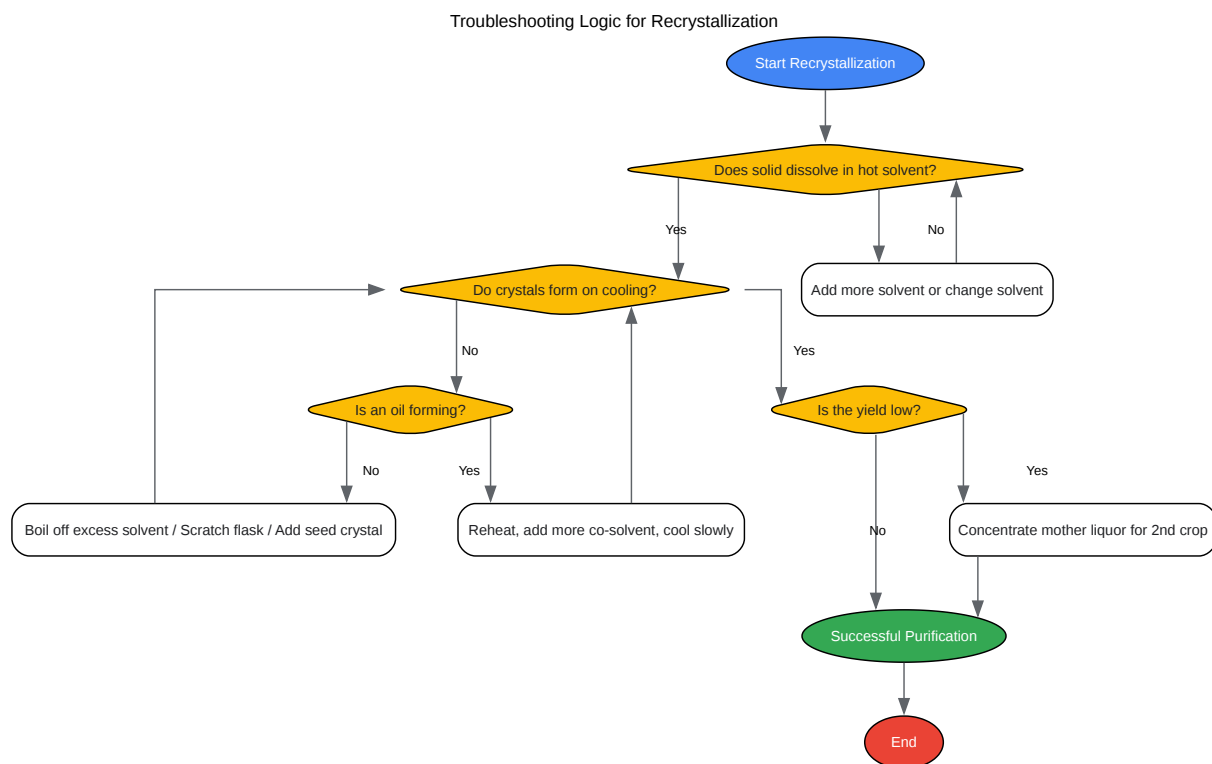 Troubleshooting Logic for Recrystallization
Start Recrystallization
Does solid dissolve in hot solvent?
Yes
No
Do crystals form on cooling?
Add more solvent or change solvent
No
Yes
Is an oil forming?
Is the yield low?
No
Yes
Yes
Boil off excess solvent / Scratch flask / Add seed crystal
Reheat, add more co-solvent, cool slowly
No
Concentrate mother liquor for 2nd crop
Successful Purification
End